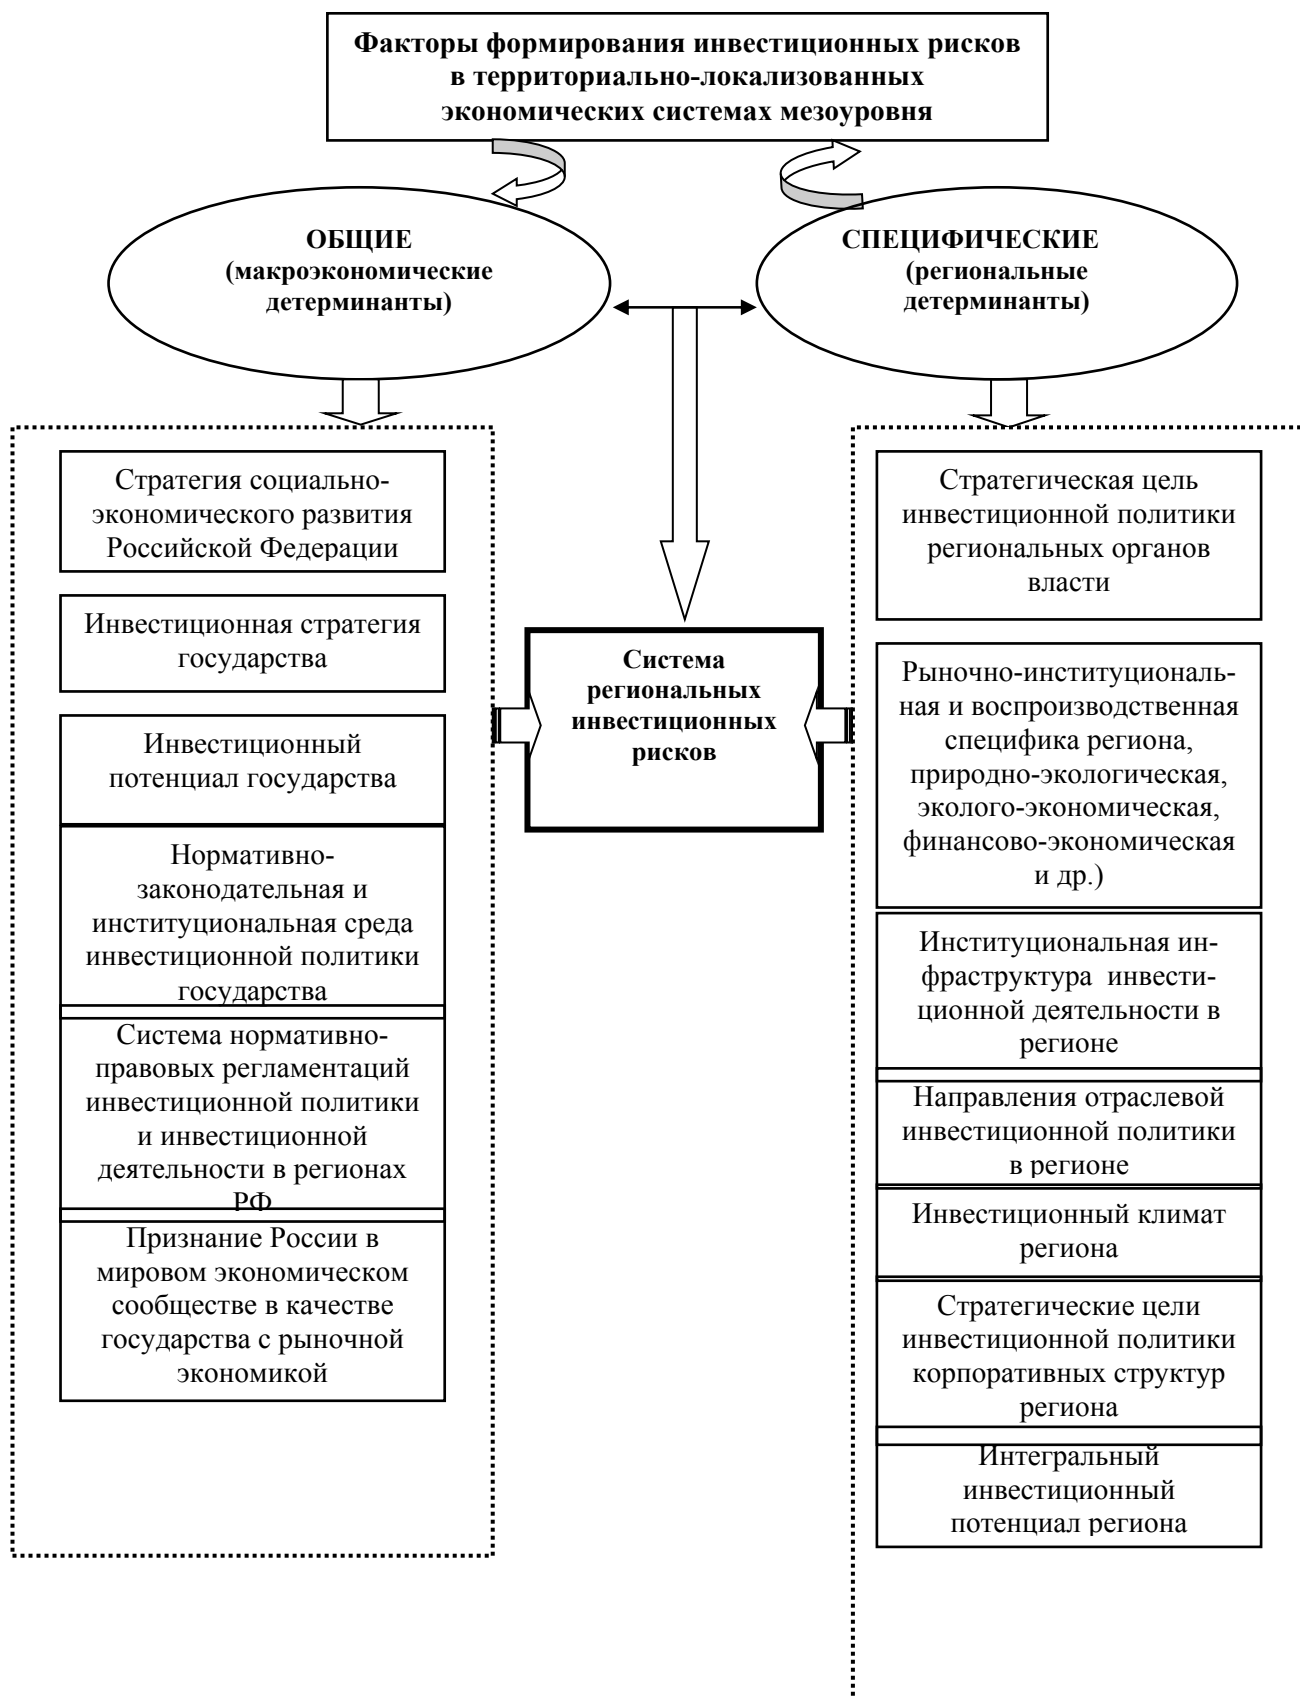 Факторы формирования инвестиционных рисков
в территориально-локализованных
экономических системах мезоуровня
ОБЩИЕ
(макроэкономические
детерминанты)
СПЕЦИФИЧЕСКИЕ
(региональные
детерминанты)
Стратегия социально-
экономического развития
Российской Федерации
Инвестиционная стратегия
государства
Инвестиционный
потенциал государства
Нормативно-
законодательная и
институциональная среда
инвестиционной политики
государства
Система нормативно-
правовых регламентаций
инвестиционной политики
и инвестиционной
деятельности в регионах
РФ
Признание России в
мировом экономическом
сообществе в качестве
государства с рыночной
экономикой
Система
региональных
инвестиционных
рисков
Стратегическая цель
инвестиционной политики
региональных органов
власти
Рыночно-институциональ-
ная и воспроизводственная
специфика региона,
природно-экологическая,
эколого-экономическая,
финансово-экономическая
и др.)
Институциональная ин-
фраструктура инвести-
ционной деятельности в
регионе
Направления отраслевой
инвестиционной политики
в регионе
Инвестиционный климат
региона
Стратегические цели
инвестиционной политики
корпоративных структур
региона
Интегральный
инвестиционный
потенциал региона